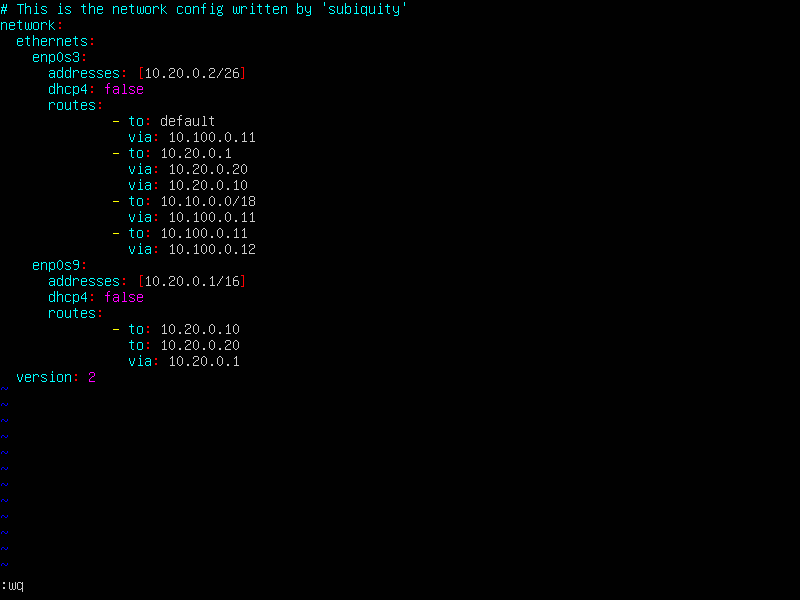 # This is the network config written by 'subiquity'
network:
  ethernets:
    enp0s3:
      addresses: [10.20.0.2/26]
      dhcp4: false
      routes:
              - to: default
                via: 10.100.0.11
              - to: 10.20.0.1
                via: 10.20.0.20
                via: 10.20.0.10
              - to: 10.10.0.0/18
                via: 10.100.0.11
              - to: 10.100.0.11
                via: 10.100.0.12
    enp0s9:
      addresses: [10.20.0.1/16]
      dhcp4: false
      routes:
              - to: 10.20.0.10
                to: 10.20.0.20
                via: 10.20.0.1
  version: 2
~
~
~
~
~
~
~
~
~
~
~
~
:wq